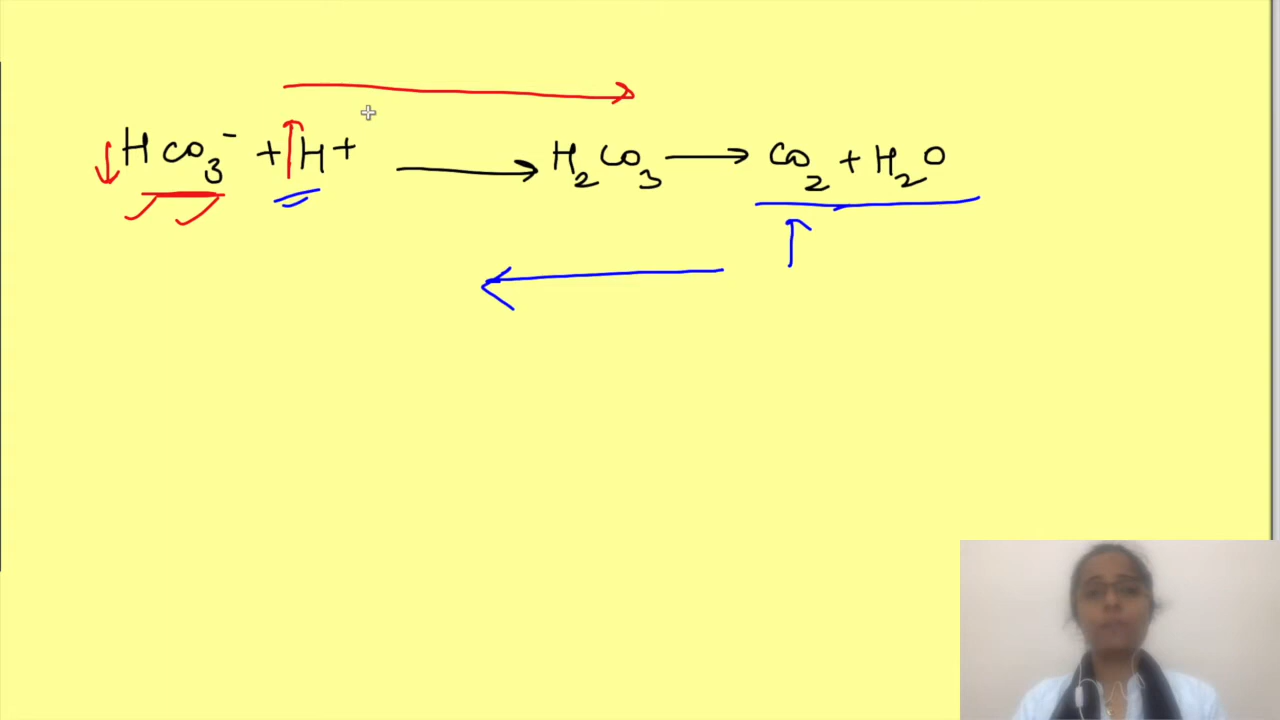 HCO₃⁻ + H+ → H₂CO₃ → CO₂ + H₂O